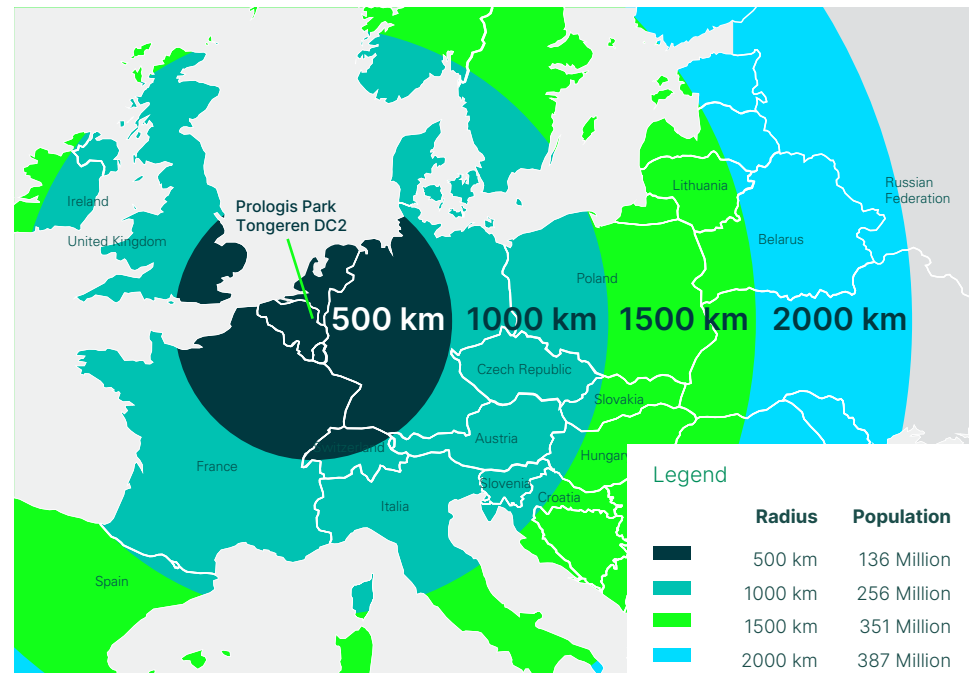 Russian
Federation
Lithuania
Ireland
Prologis Park
Tongeren DC2
United Kingdom
Belarus
Poland
500 km
1000 km
1500 km
2000 km
Czech Republic
Slovakia
Austria
Switzerland
Hungary
France
Slovenia
Croatia
Italia
Spain
Legend
Radius Population
500 km 136 Million
1000 km 256 Million
1500 km 351 Million
2000 km 387 Million